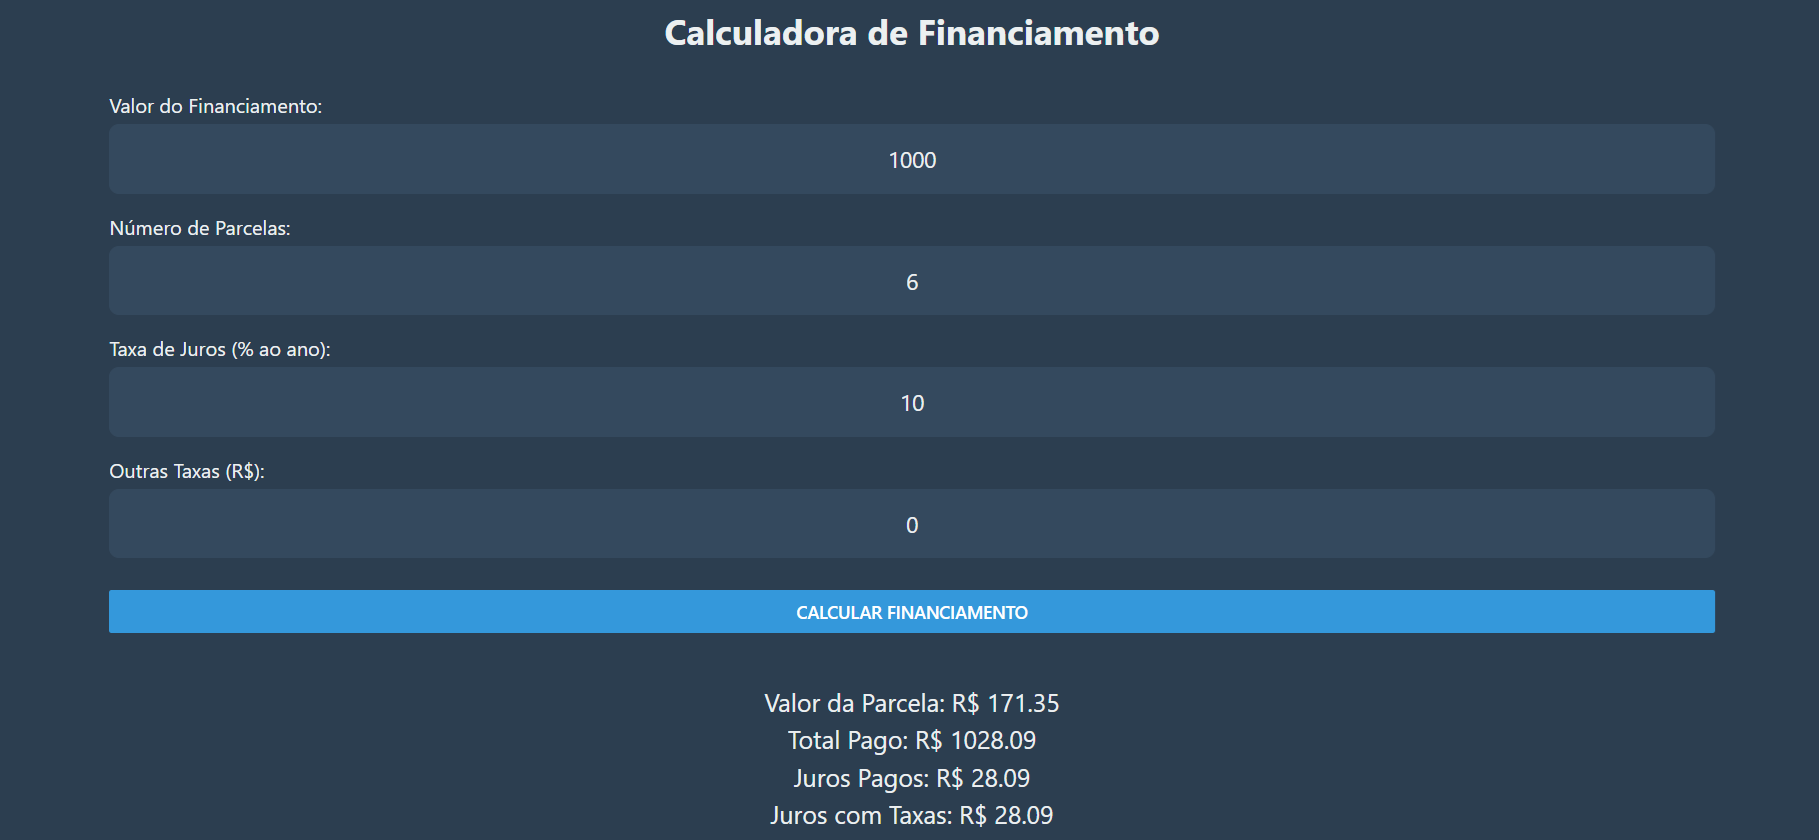 Calculadora de Financiamento
Valor do Financiamento:
1000
Número de Parcelas:
6
Taxa de Juros (% ao ano):
10
Outras Taxas (R$):
0
CALCULAR FINANCIAMENTO
Valor da Parcela: R$ 171.35
Total Pago: R$ 1028.09
Juros Pagos: R$ 28.09
Juros com Taxas: R$ 28.09